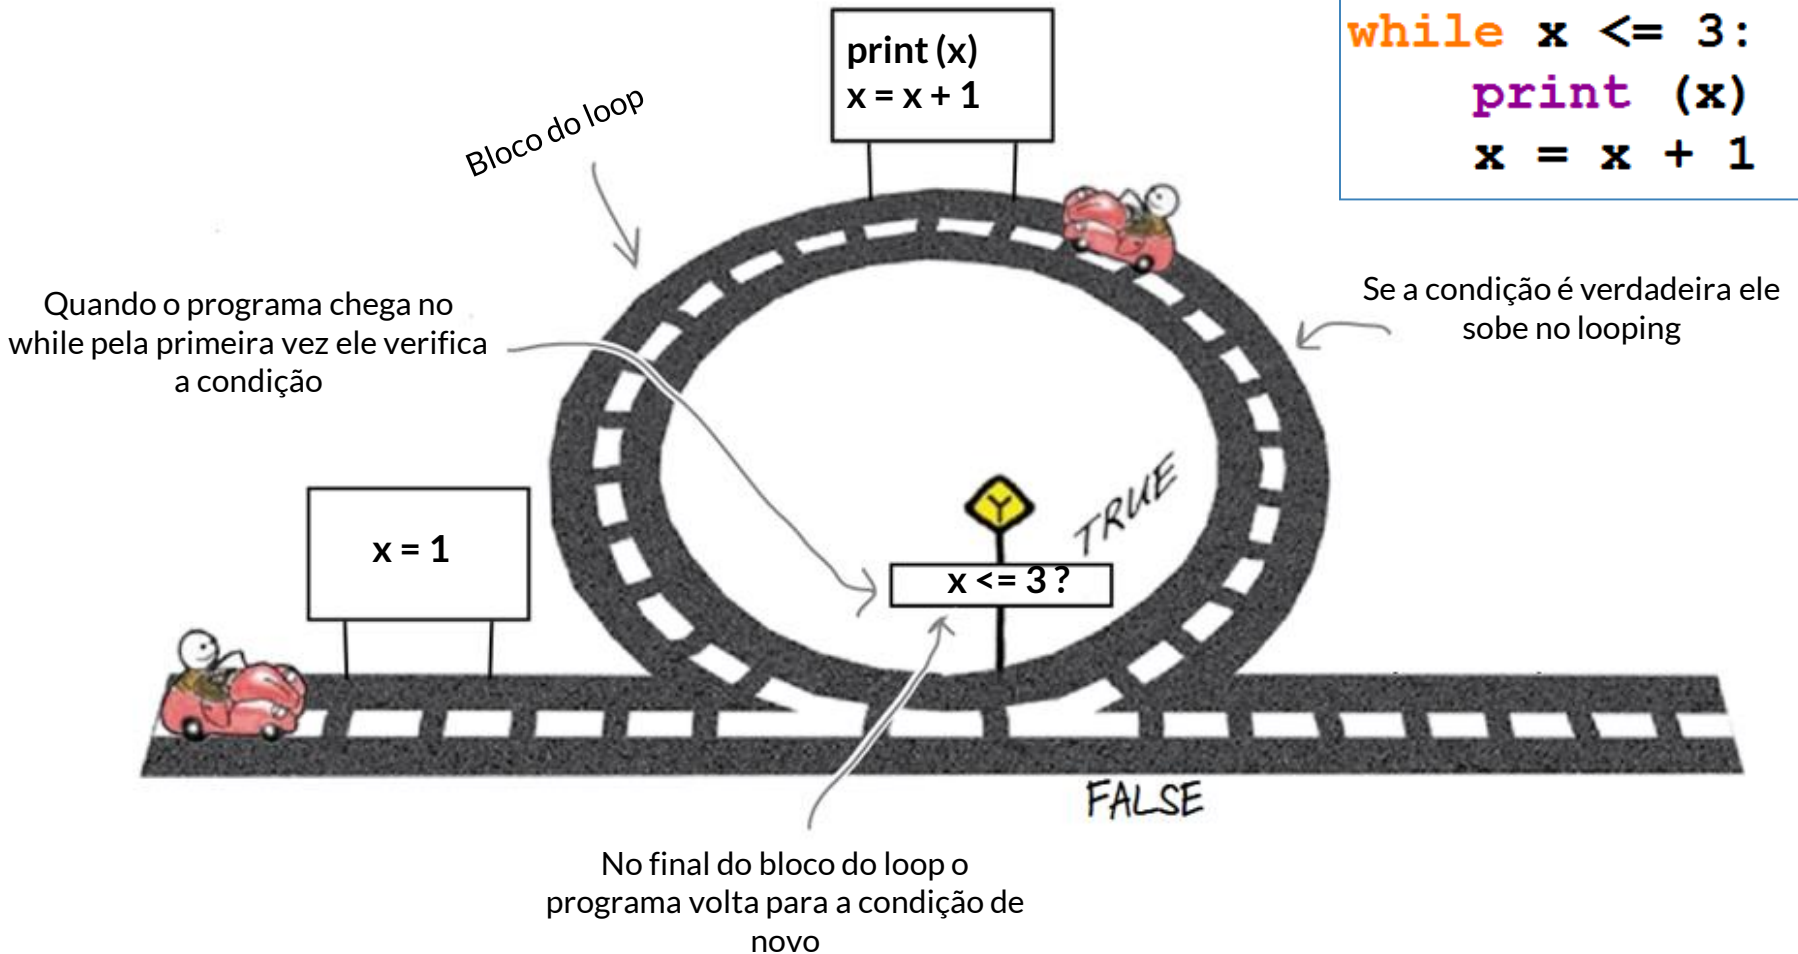 print (x)
x = x + 1
while x <= 3:
print (x)
x = x + 1
Bloco do loop
Quando o programa chega no
while pela primeira vez ele verifica
a condição
Se a condição é verdadeira ele
sobe no looping
x = 1
Y
TRUE
x <= 3 ?
FALSE
No final do bloco do loop o
programa volta para a condição de
novo